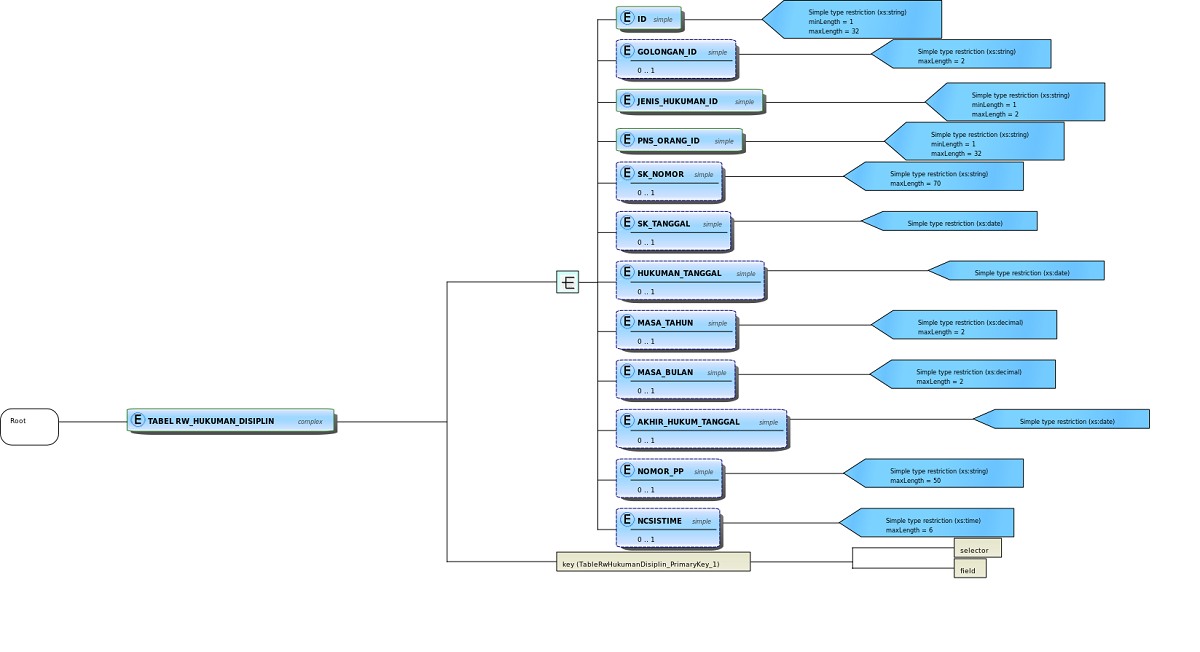 E ID simple
Simple type restriction (xs:string)
minLength = 1
maxLength = 32
E GOLONGAN_ID simple
0 .. 1
Simple type restriction (xs:string)
maxLength = 2
E JENIS_HUKUMAN_ID simple
Simple type restriction (xs:string)
minLength = 1
maxLength = 2
E PNS_ORANG_ID simple
Simple type restriction (xs:string)
minLength = 1
maxLength = 32
E SK_NOMOR simple
0 .. 1
Simple type restriction (xs:string)
maxLength = 70
E SK_TANGGAL simple
0 .. 1
Simple type restriction (xs:date)
E HUKUMAN_TANGGAL simple
0 .. 1
Simple type restriction (xs:date)
E MASA_TAHUN simple
0 .. 1
Simple type restriction (xs:decimal)
maxLength = 2
E MASA_BULAN simple
0 .. 1
Simple type restriction (xs:decimal)
maxLength = 2
Root
E TABEL RW_HUKUMAN_DISIPLIN complex
E AKHIR_HUKUM_TANGGAL simple
0 .. 1
Simple type restriction (xs:date)
E NOMOR_PP simple
0 .. 1
Simple type restriction (xs:string)
maxLength = 50
E NCSISTIME simple
0 .. 1
Simple type restriction (xs:time)
maxLength = 6
key (TableRwHukumanDisiplin_PrimaryKey_1)
selector
field